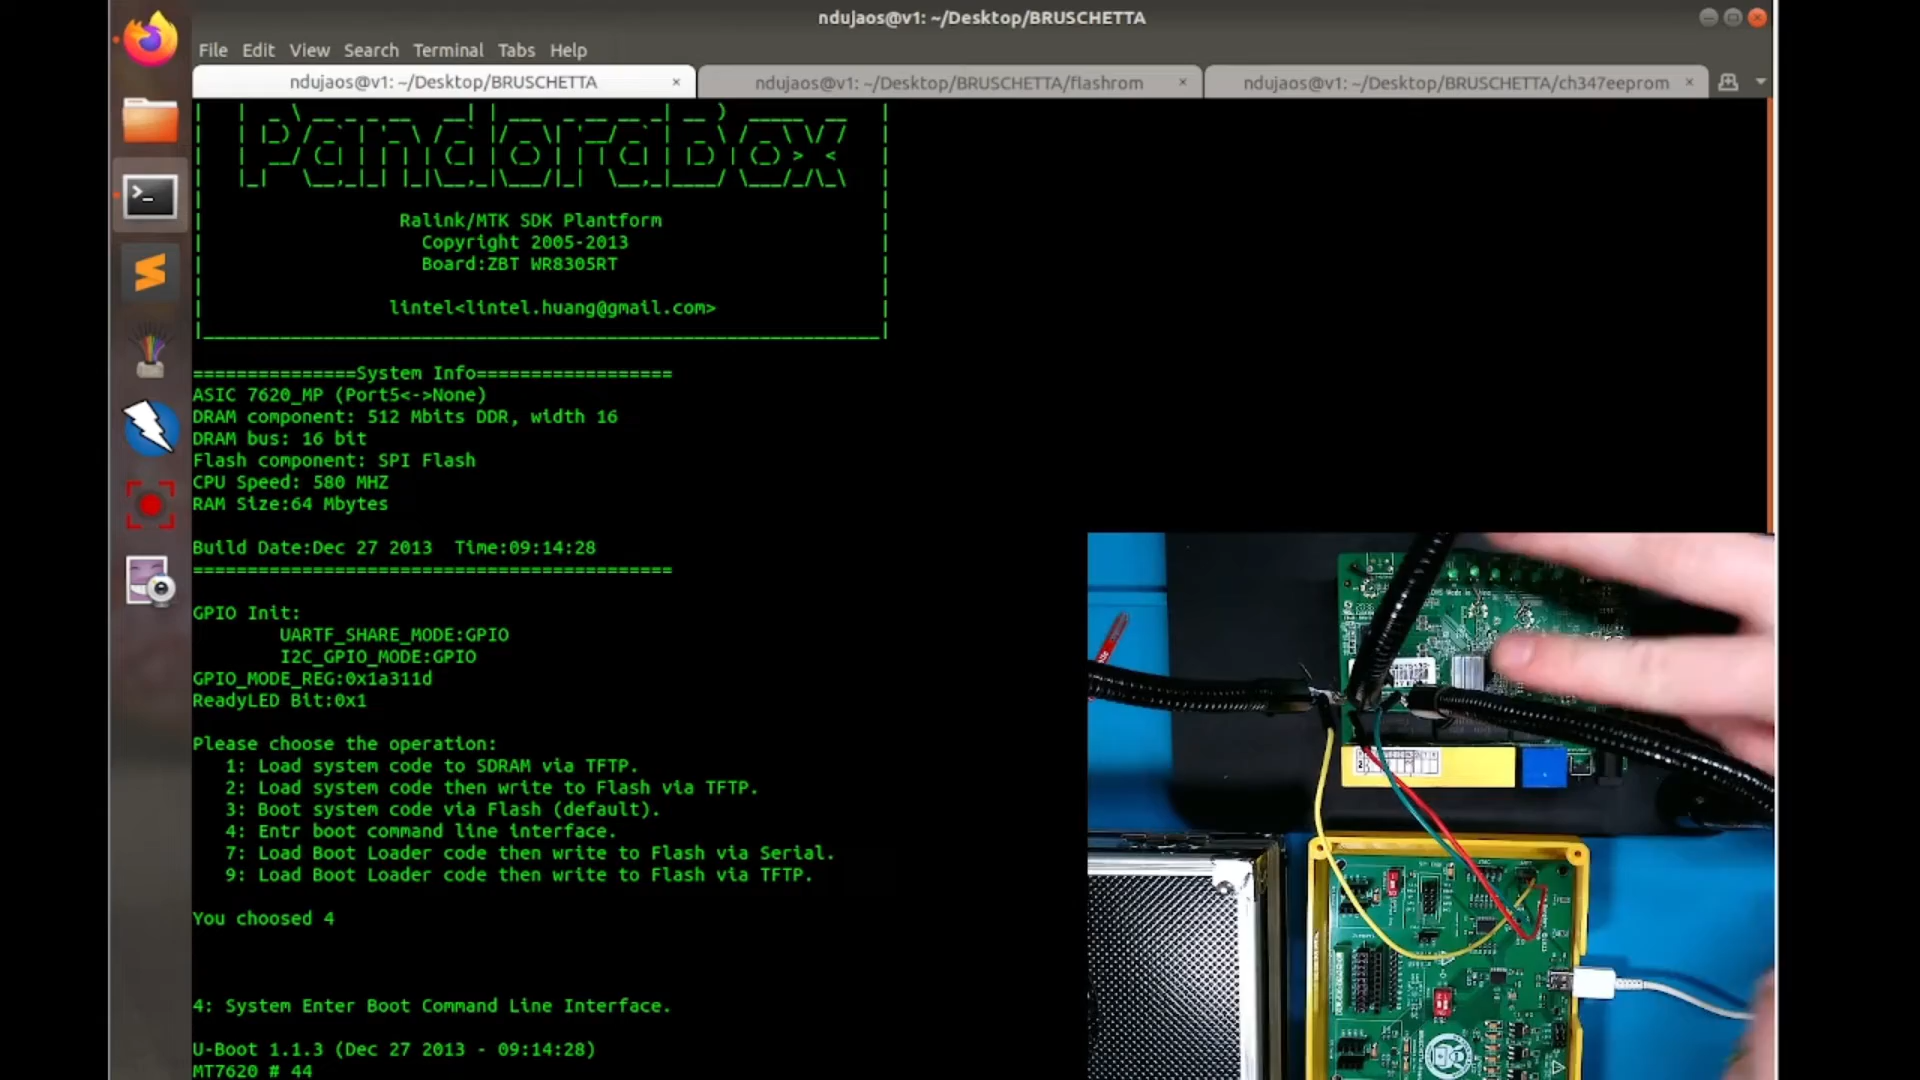 ndujaos@v1: ~/Desktop/BRUSCHETTA
File Edit View Search Terminal Tabs Help
ndujaos@v1: ~/Desktop/BRUSCHETTA × ndujaos@v1: ~/Desktop/BRUSCHETTA/flashrom × ndujaos@v1: ~/Desktop/BRUSCHETTA/ch347eeprom ×
PandoraBox
Ralink/MTK SDK Plantform
Copyright 2005-2013
Board:ZBT WR8305RT
lintel<lintel.huang@gmail.com>
===============System Info==================
ASIC 7620_MP (Port5<->None)
DRAM component: 512 Mbits DDR, width 16
DRAM bus: 16 bit
Flash component: SPI Flash
CPU Speed: 580 MHZ
RAM Size:64 Mbytes
Build Date:Dec 27 2013  Time:09:14:28
============================================
GPIO Init:
UARTF_SHARE_MODE:GPIO
I2C_GPIO_MODE:GPIO
GPIO_MODE_REG:0x1a311d
ReadyLED Bit:0x1
Please choose the operation:
1: Load system code to SDRAM via TFTP.
2: Load system code then write to Flash via TFTP.
3: Boot system code via Flash (default).
4: Entr boot command line interface.
7: Load Boot Loader code then write to Flash via Serial.
9: Load Boot Loader code then write to Flash via TFTP.
You choosed 4
4: System Enter Boot Command Line Interface.
U-Boot 1.1.3 (Dec 27 2013 - 09:14:28)
MT7620 # 44